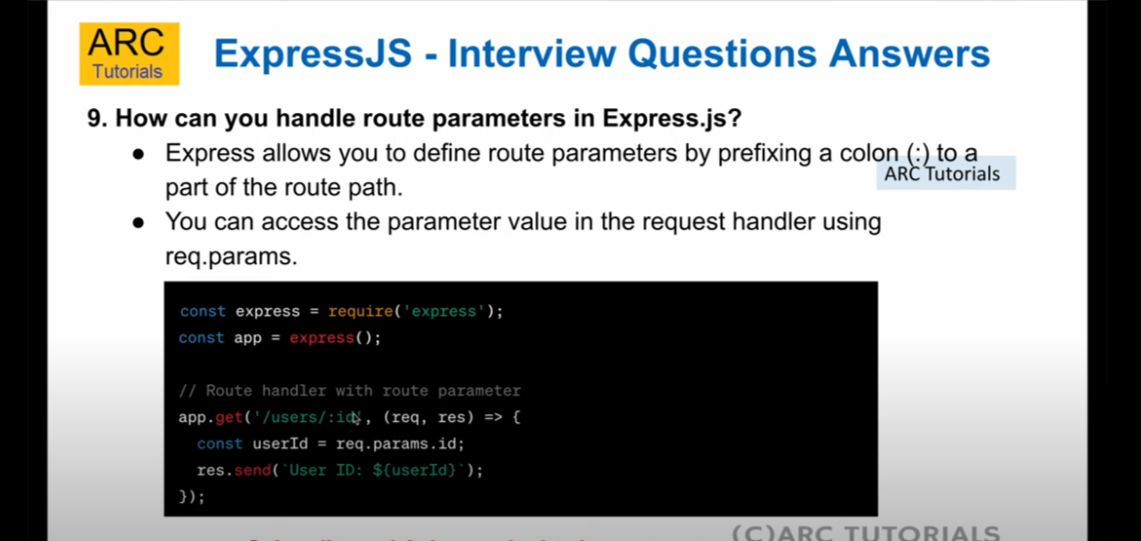 ARC
Tutorials
ExpressJS - Interview Questions Answers
9. How can you handle route parameters in Express.js?
● Express allows you to define route parameters by prefixing a colon (:) to a
part of the route path.
ARC Tutorials
● You can access the parameter value in the request handler using
req.params.
const express = require('express');
const app = express();
// Route handler with route parameter
app.get('/users/:id', (req, res) => {
const userId = req.params.id;
res.send(`User ID: ${userId}`);
});
(C)ARC TUTORIALS